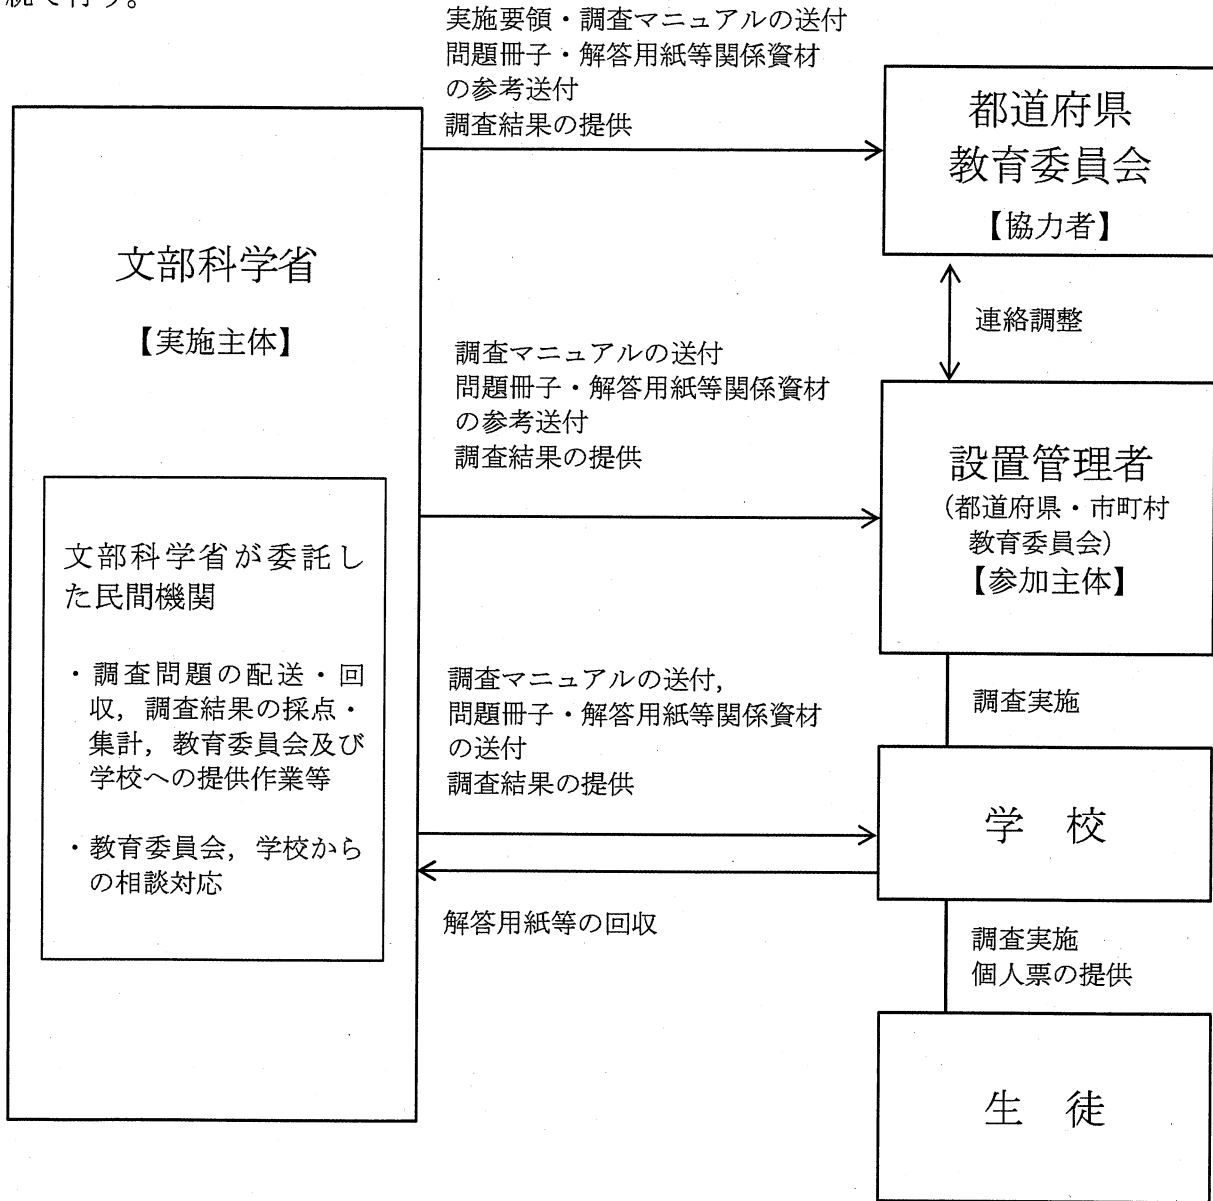 続て行う。
実施要領・調査マニュアルの送付
問題冊子・解答用紙等関係資材
の参考送付
調査結果の提供
都道府県
教育委員会
【協力者】
文部科学省
【実施主体】
連絡調整
調査マニュアルの送付
問題冊子・解答用紙等関係資材
の参考送付
調査結果の提供
設置管理者
（都道府県・市町村
教育委員会）
【参加主体】
文部科学省が委託し
た民間機関
・調査問題の配送・回
収，調査結果の採点・
集計，教育委員会及び
学校への提供作業等
・教育委員会，学校から
の相談対応
調査マニュアルの送付，
問題冊子・解答用紙等関係資材
の送付
調査結果の提供
調査実施
学　校
解答用紙等の回収
調査実施
個人票の提供
生　徒